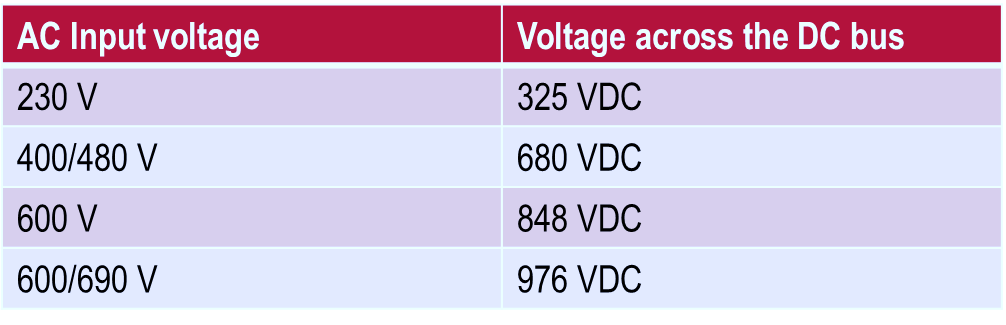 AC Input voltage Voltage across the DC bus
230 V 325 VDC
400/480 V 680 VDC
600 V 848 VDC
600/690 V 976 VDC